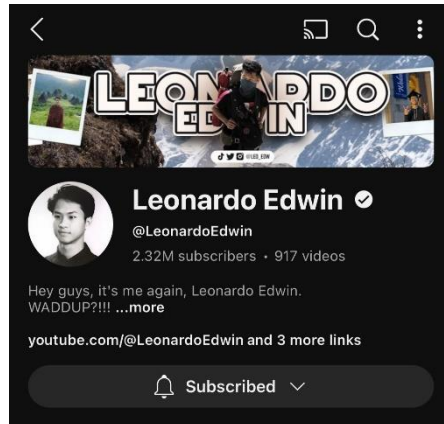 LEONARDO
EDWIN
@LEO_EDW
Leonardo Edwin
@LeonardoEdwin
2.32M subscribers • 917 videos
Hey guys, it's me again, Leonardo Edwin.
WADDUP?!!! ...more
youtube.com/@LeonardoEdwin and 3 more links
Subscribed